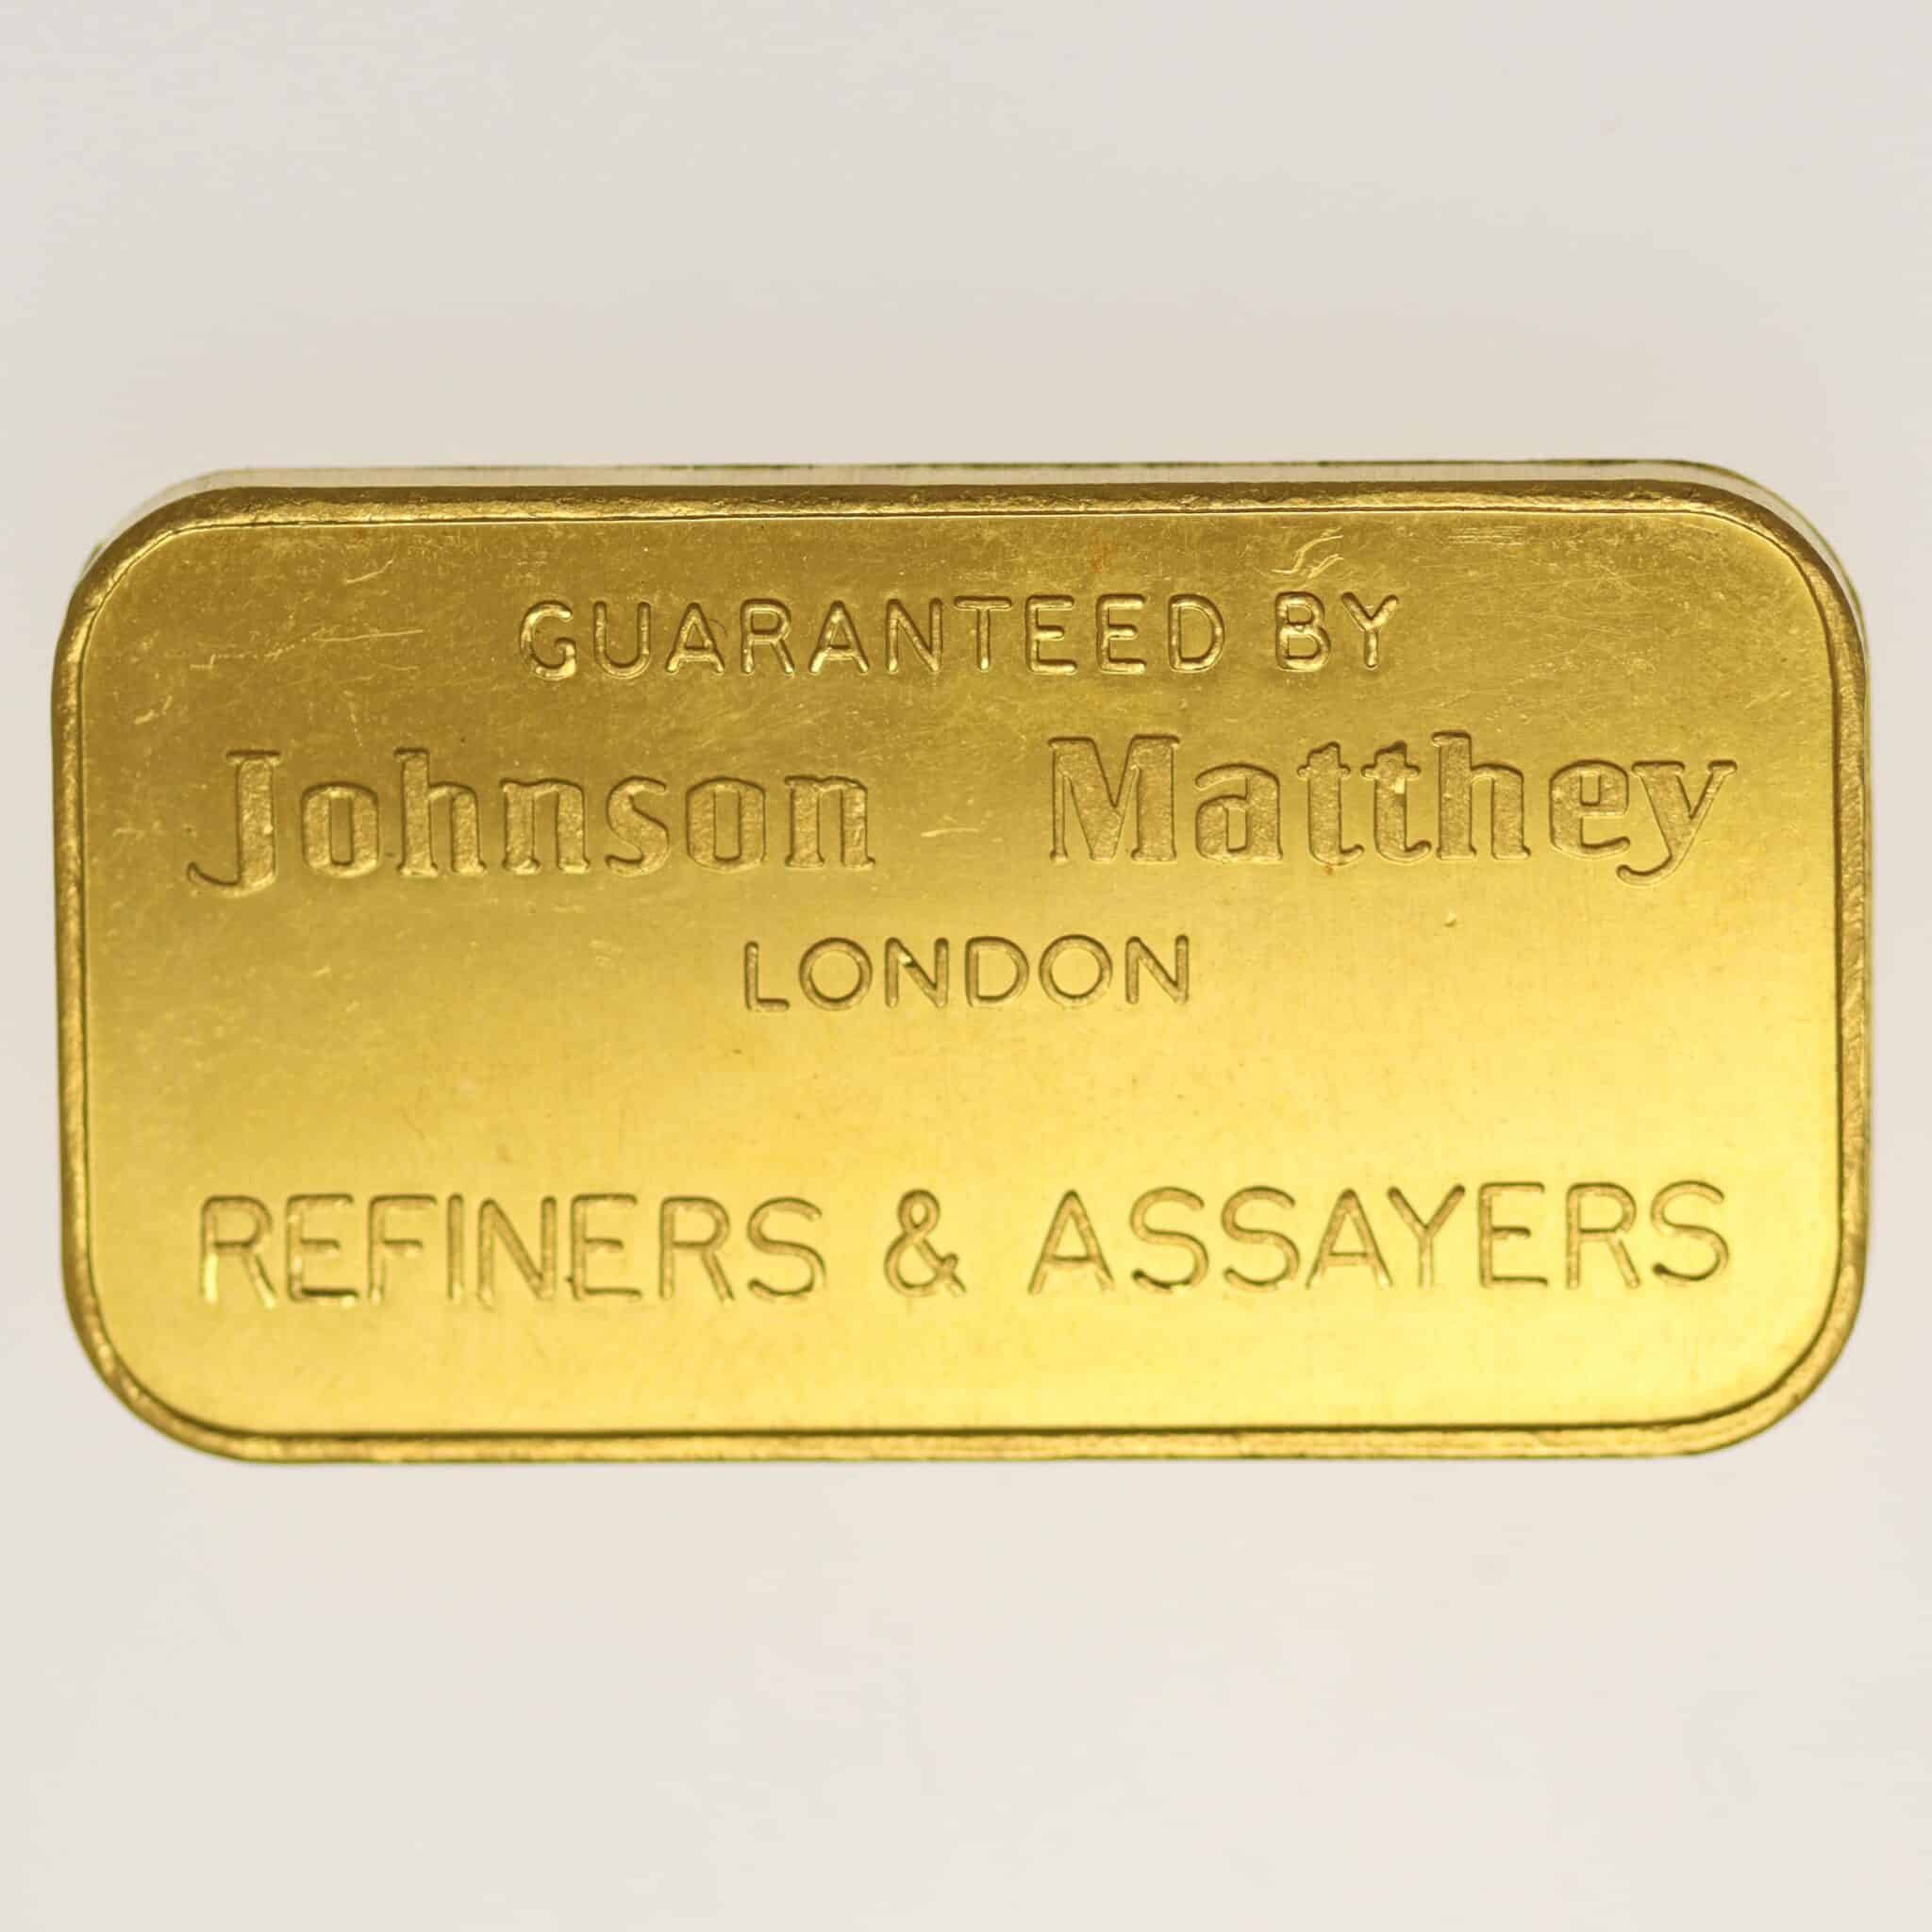 GUARANTEED BY
Johnson Matthey
LONDON
REFINERS & ASSAYERS